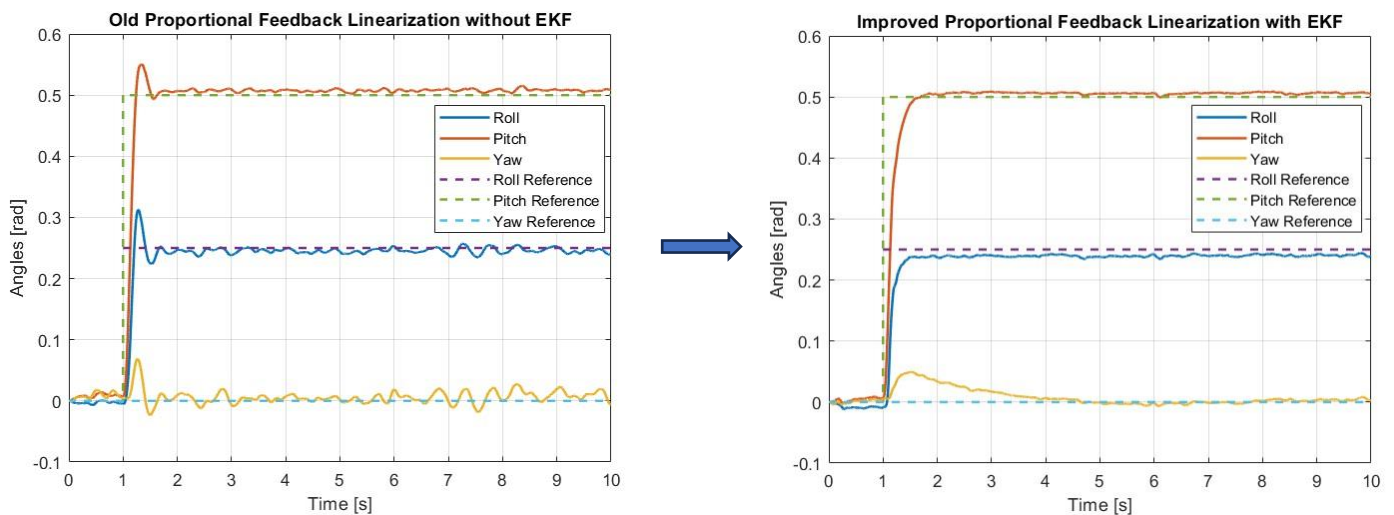 Old Proportional Feedback Linearization without EKF
0.6
0.5
0.4
0.3
0.2
0.1
0
-0.1
Angles [rad]
Roll
Pitch
Yaw
Roll Reference
Pitch Reference
Yaw Reference
0 1 2 3 4 5 6 7 8 9 10
Time [s]
Improved Proportional Feedback Linearization with EKF
0.6
0.5
0.4
0.3
0.2
0.1
0
-0.1
Angles [rad]
Roll
Pitch
Yaw
Roll Reference
Pitch Reference
Yaw Reference
0 1 2 3 4 5 6 7 8 9 10
Time [s]